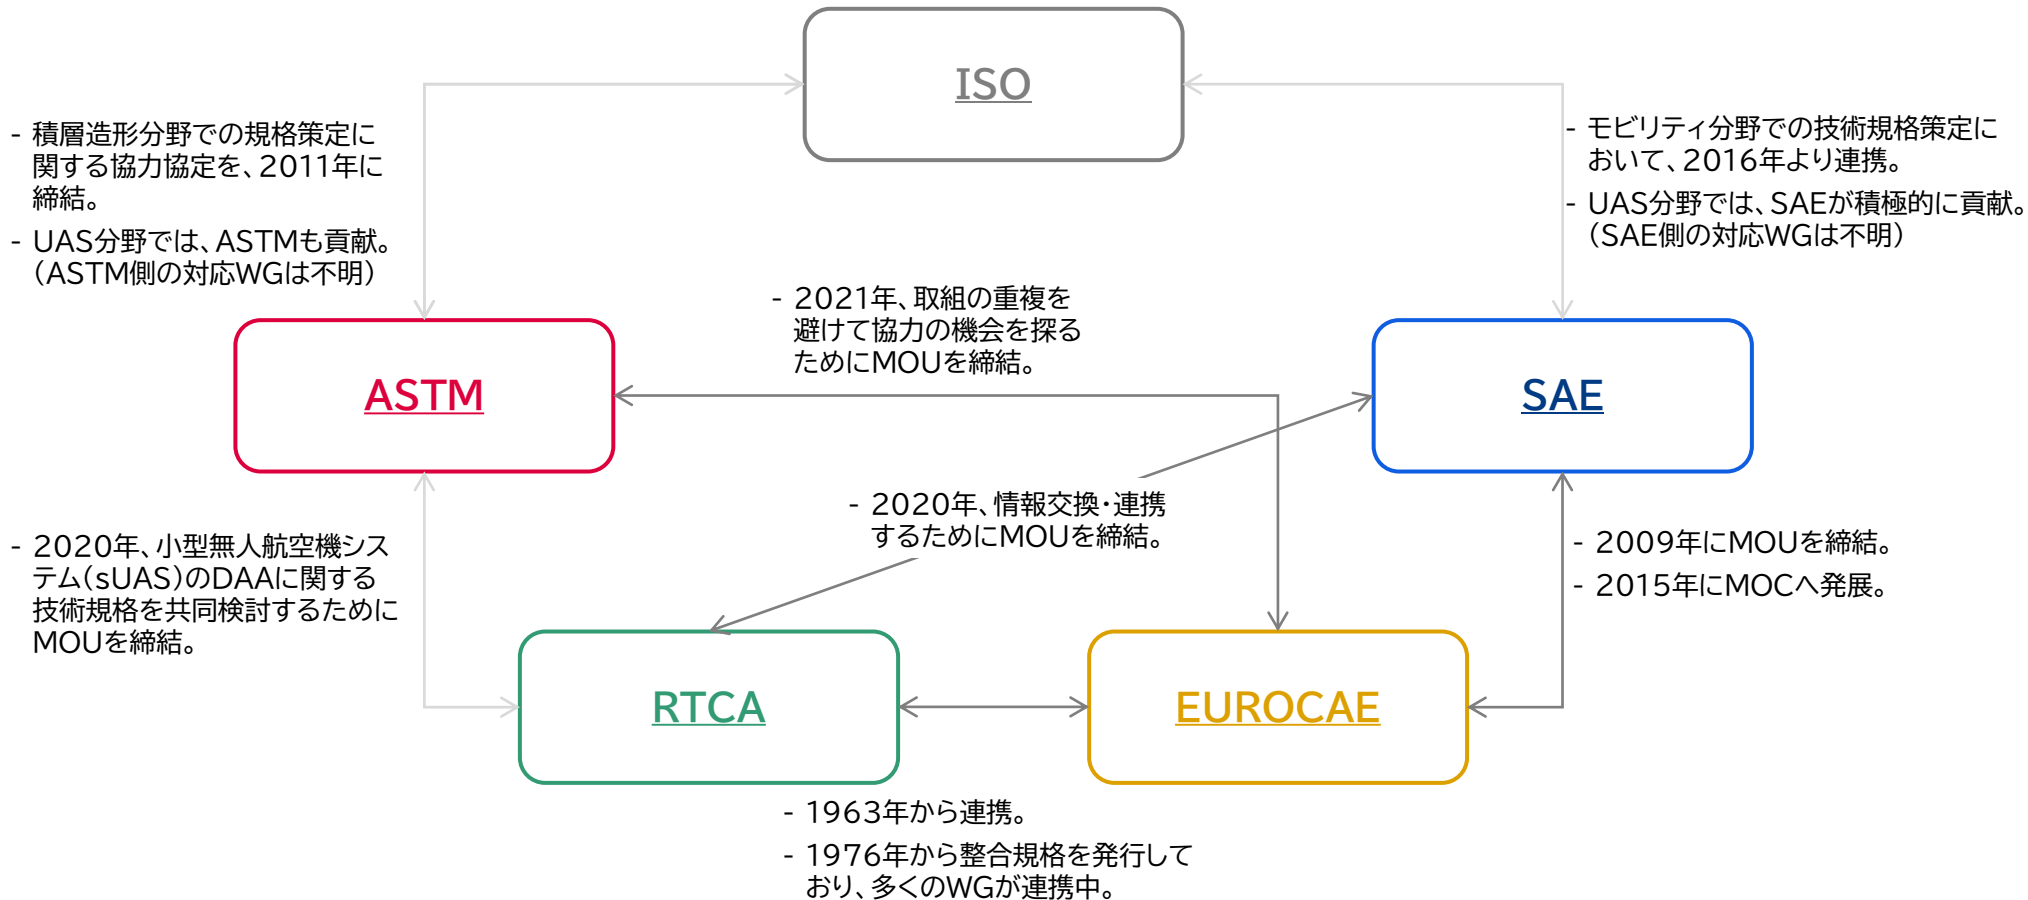 ISO
- 積層造形分野での規格策定に
関する協力協定を、2011年に
締結。
- UAS分野では、ASTMも貢献。
（ASTM側の対応WGは不明）
- モビリティ分野での技術規格策定に
おいて、2016年より連携。
- UAS分野では、SAEが積極的に貢献。
（SAE側の対応WGは不明）
- 2021年、取組の重複を
避けて協力の機会を探る
ためにMOUを締結。
ASTM
SAE
- 2020年、情報交換・連携
するためにMOUを締結。
- 2020年、小型無人航空機シス
テム（sUAS）のDAAに関する
技術規格を共同検討するために
MOUを締結。
- 2009年にMOUを締結。
- 2015年にMOCへ発展。
RTCA
EUROCAE
- 1963年から連携。
- 1976年から整合規格を発行して
おり、多くのWGが連携中。